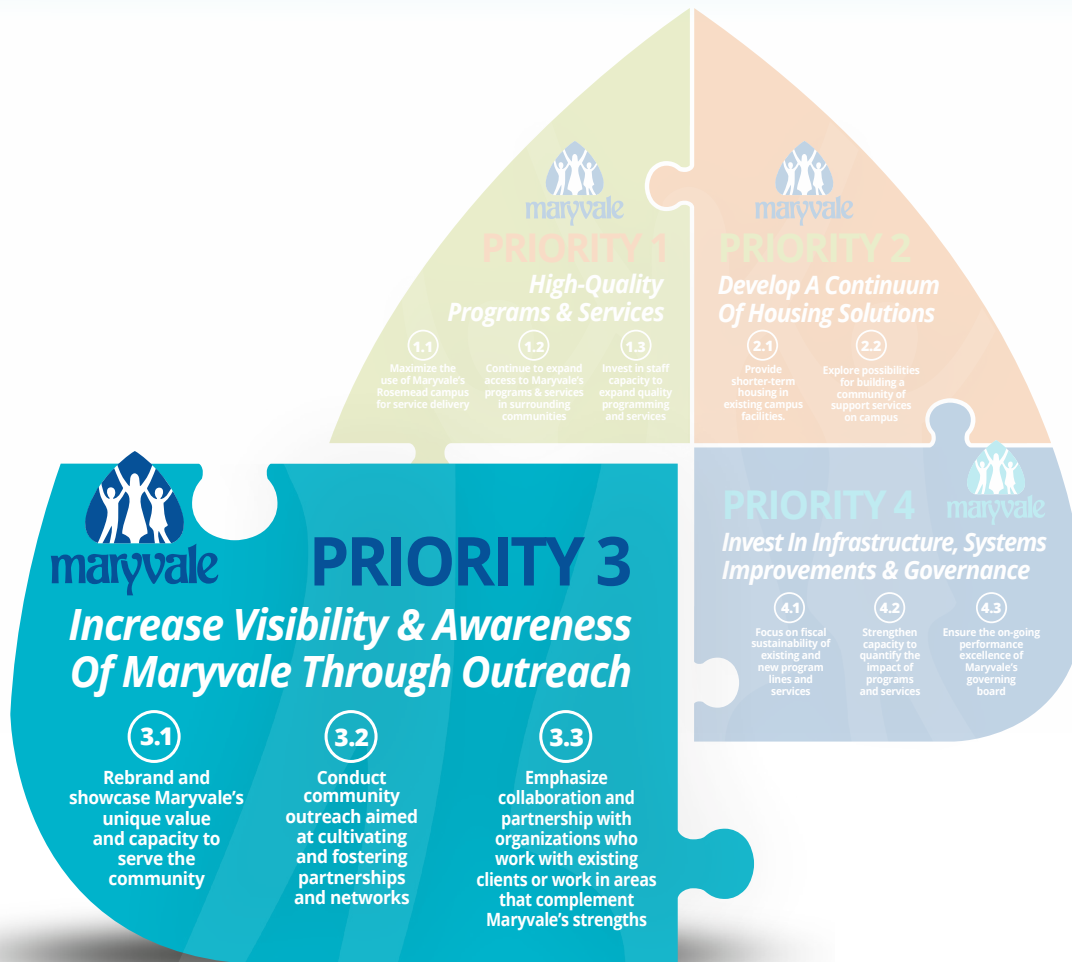 maryvale
PRIORITY 1
High-Quality
Programs & Services
1.1
Maximize the
use of Maryvale's
Rosemead campus
for service delivery
1.2
Continue to expand
access to Maryvale's
programs & services
in surrounding
communities
1.3
Invest in staff
capacity to
expand quality
programming
and services
maryvale
PRIORITY 2
Develop A Continuum
Of Housing Solutions
2.1
Provide
shorter-term
housing in
existing campus
facilities.
2.2
Explore possibilities
for building a
community of
support services
on campus
maryvale
PRIORITY 3
Increase Visibility & Awareness
Of Maryvale Through Outreach
3.1
Rebrand and
showcase Maryvale's
unique value
and capacity to
serve the
community
3.2
Conduct
community
outreach aimed
at cultivating
and fostering
partnerships
and networks
3.3
Emphasize
collaboration and
partnership with
organizations who
work with existing
clients or work in areas
that complement
Maryvale's strengths
PRIORITY 4
maryvale
Invest In Infrastructure, Systems
Improvements & Governance
4.1
Focus on fiscal
sustainability of
existing and
new program
lines and
services
4.2
Strengthen
capacity to
quantify the
impact of
programs
and services
4.3
Ensure the on-going
performance
excellence of
Maryvale's
governing
board